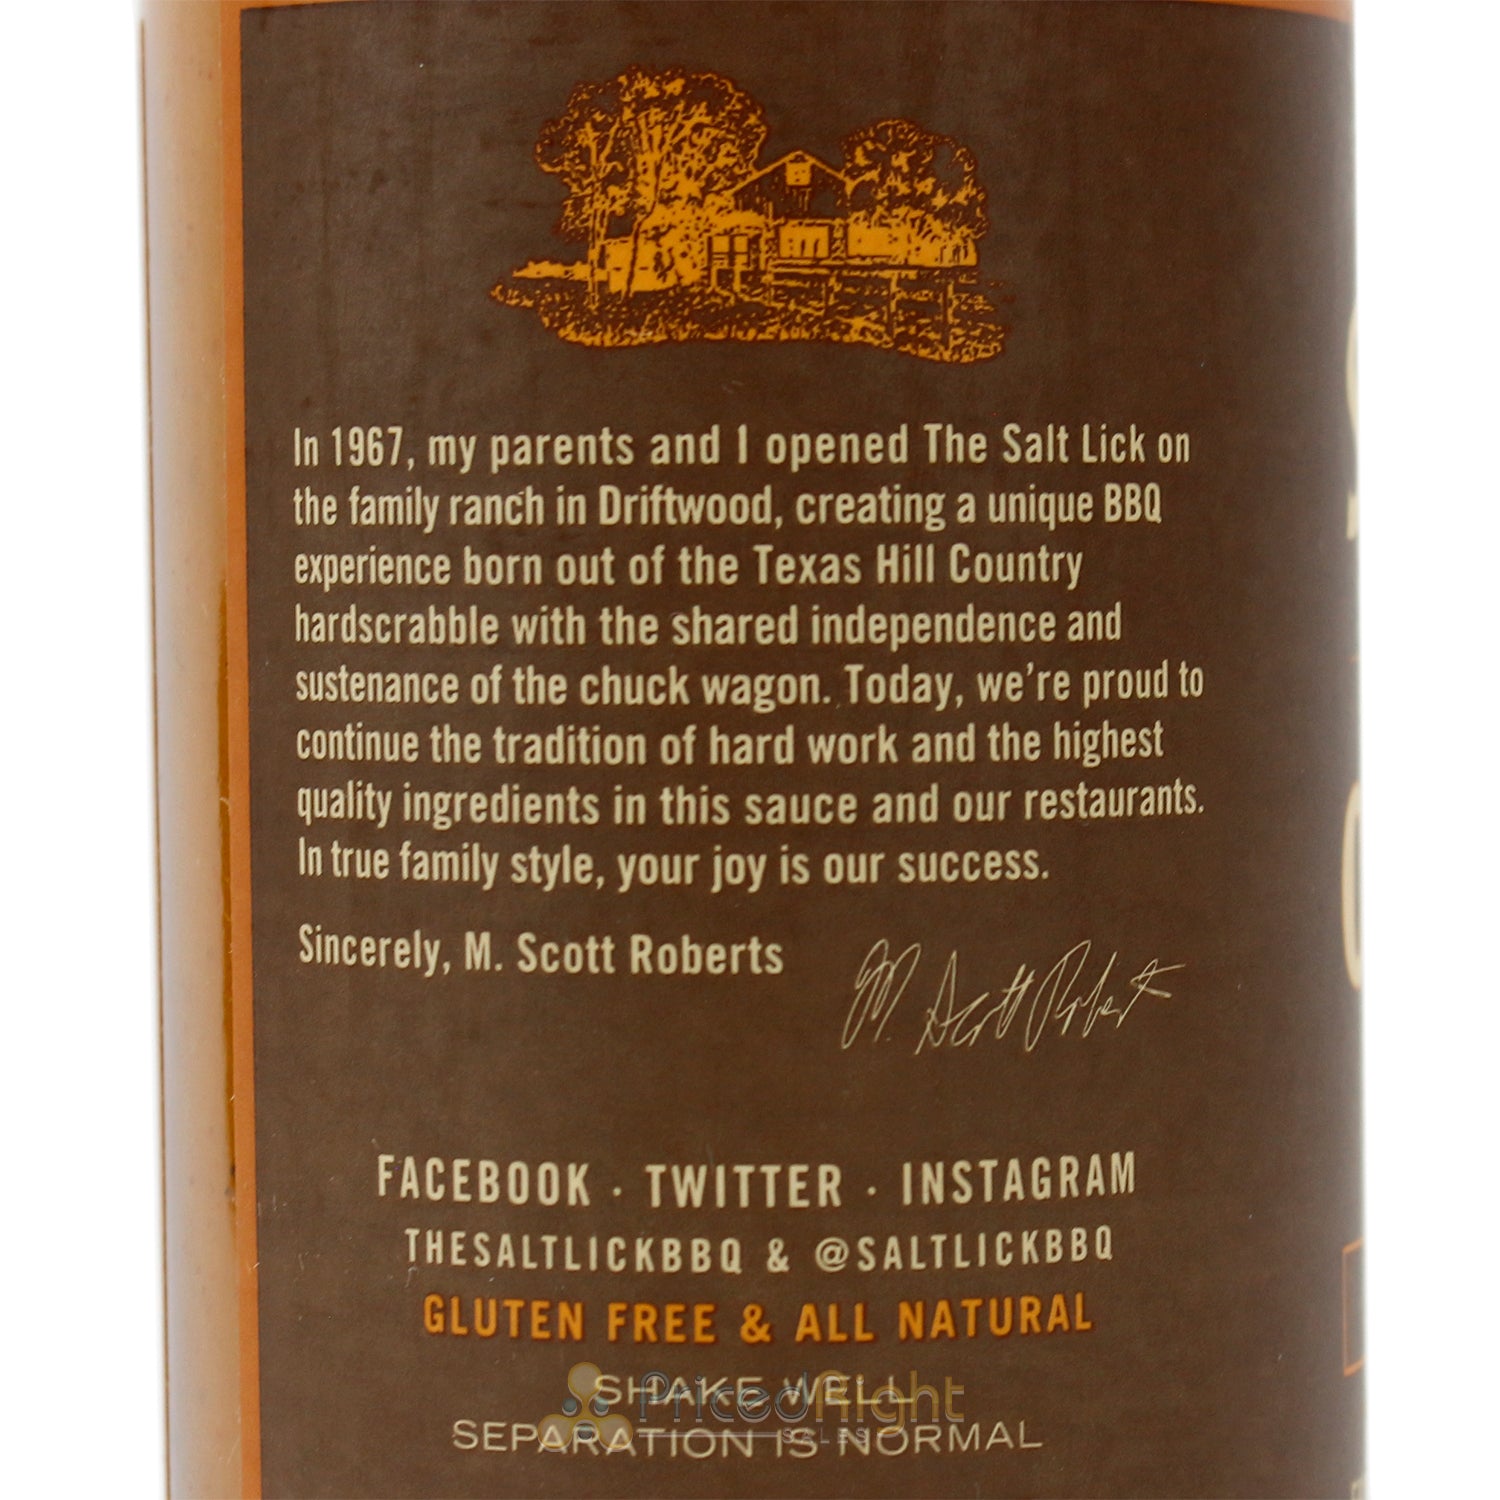 In 1967, my parents and I opened The Salt Lick on
the family ranch in Driftwood, creating a unique BBQ
experience born out of the Texas Hill Country
hardscrabble with the shared independence and
sustenance of the chuck wagon. Today, we're proud to
continue the tradition of hard work and the highest
quality ingredients in this sauce and our restaurants.
In true family style, your joy is our success.
Sincerely, M. Scott Roberts
M. Scott Roberts
FACEBOOK · TWITTER · INSTAGRAM
THESALTLICKBBQ & @SALTLICKBBQ
GLUTEN FREE & ALL NATURAL
SHAKE WELL
PricedRight
SALES
SEPARATION IS NORMAL